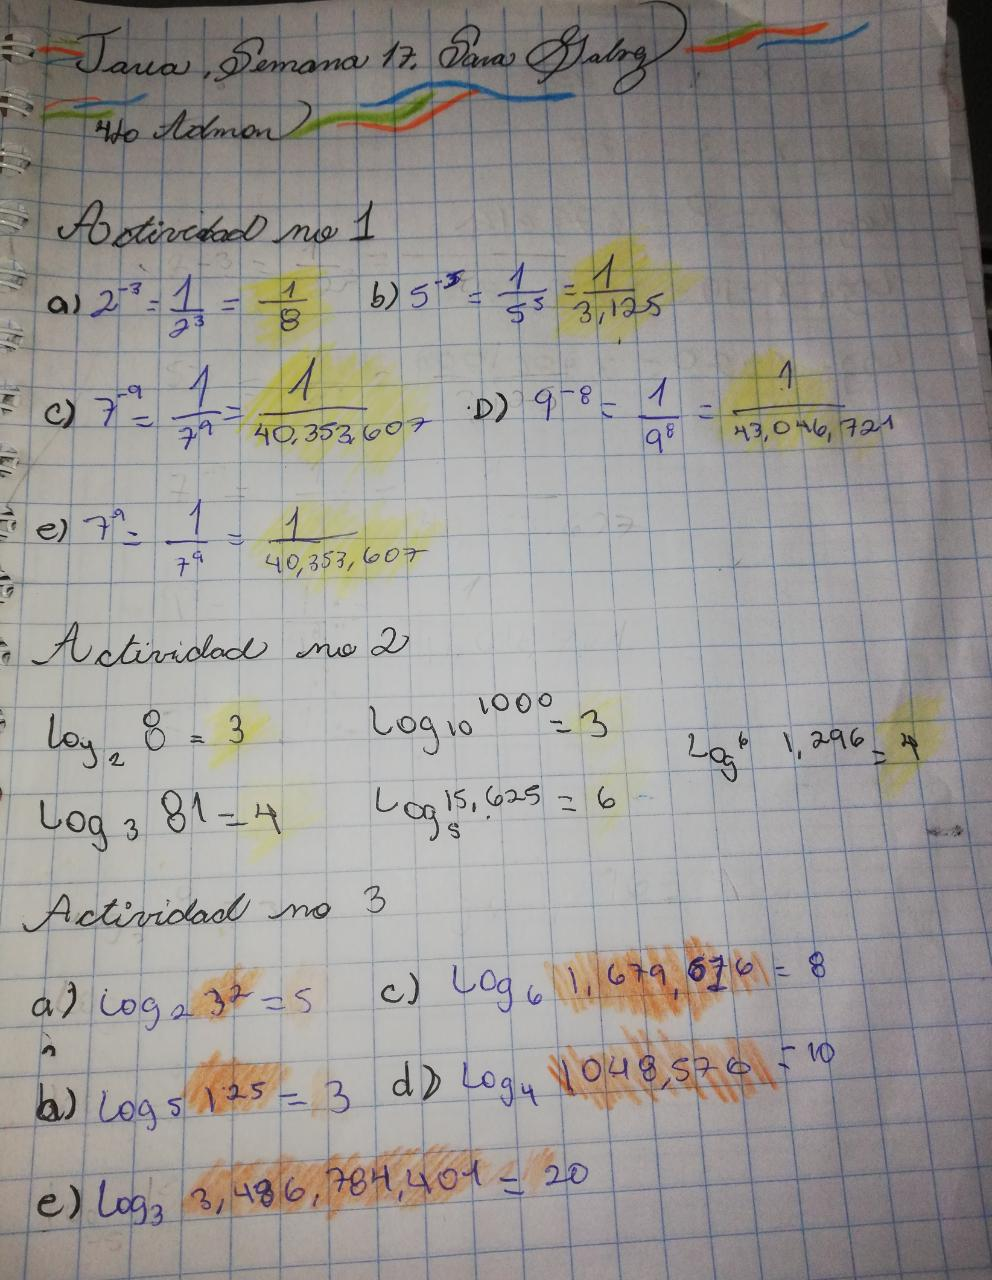 Tarea, Semana 17. Sara
4to Admon
Actividad no 1
a) 2⁻³ = 1/2³ = 1/8 b) 5⁻⁵ = 1/5⁵ = 1/3,125
c) 7⁻⁹ = 1/7⁹ = 1/40,353,607 D) 9⁻⁸ = 1/9⁸ = 1/43,046,721
e) 7⁹ = 1/7⁹ = 1/40,353,607
Actividad no 2
log₂ 8 = 3 Log₁₀ 1000 = 3 Log⁶ 1,296 = 4
Log₃ 81 = 4 Log₅ 15,625 = 6
Actividad no 3
a) Log₂ 32 = 5 c) Log₆ 1,679,616 = 8
b) Log₅ 125 = 3 d) Log₄ 1048,576 = 10
e) Log₃ 3,486,784,401 = 20